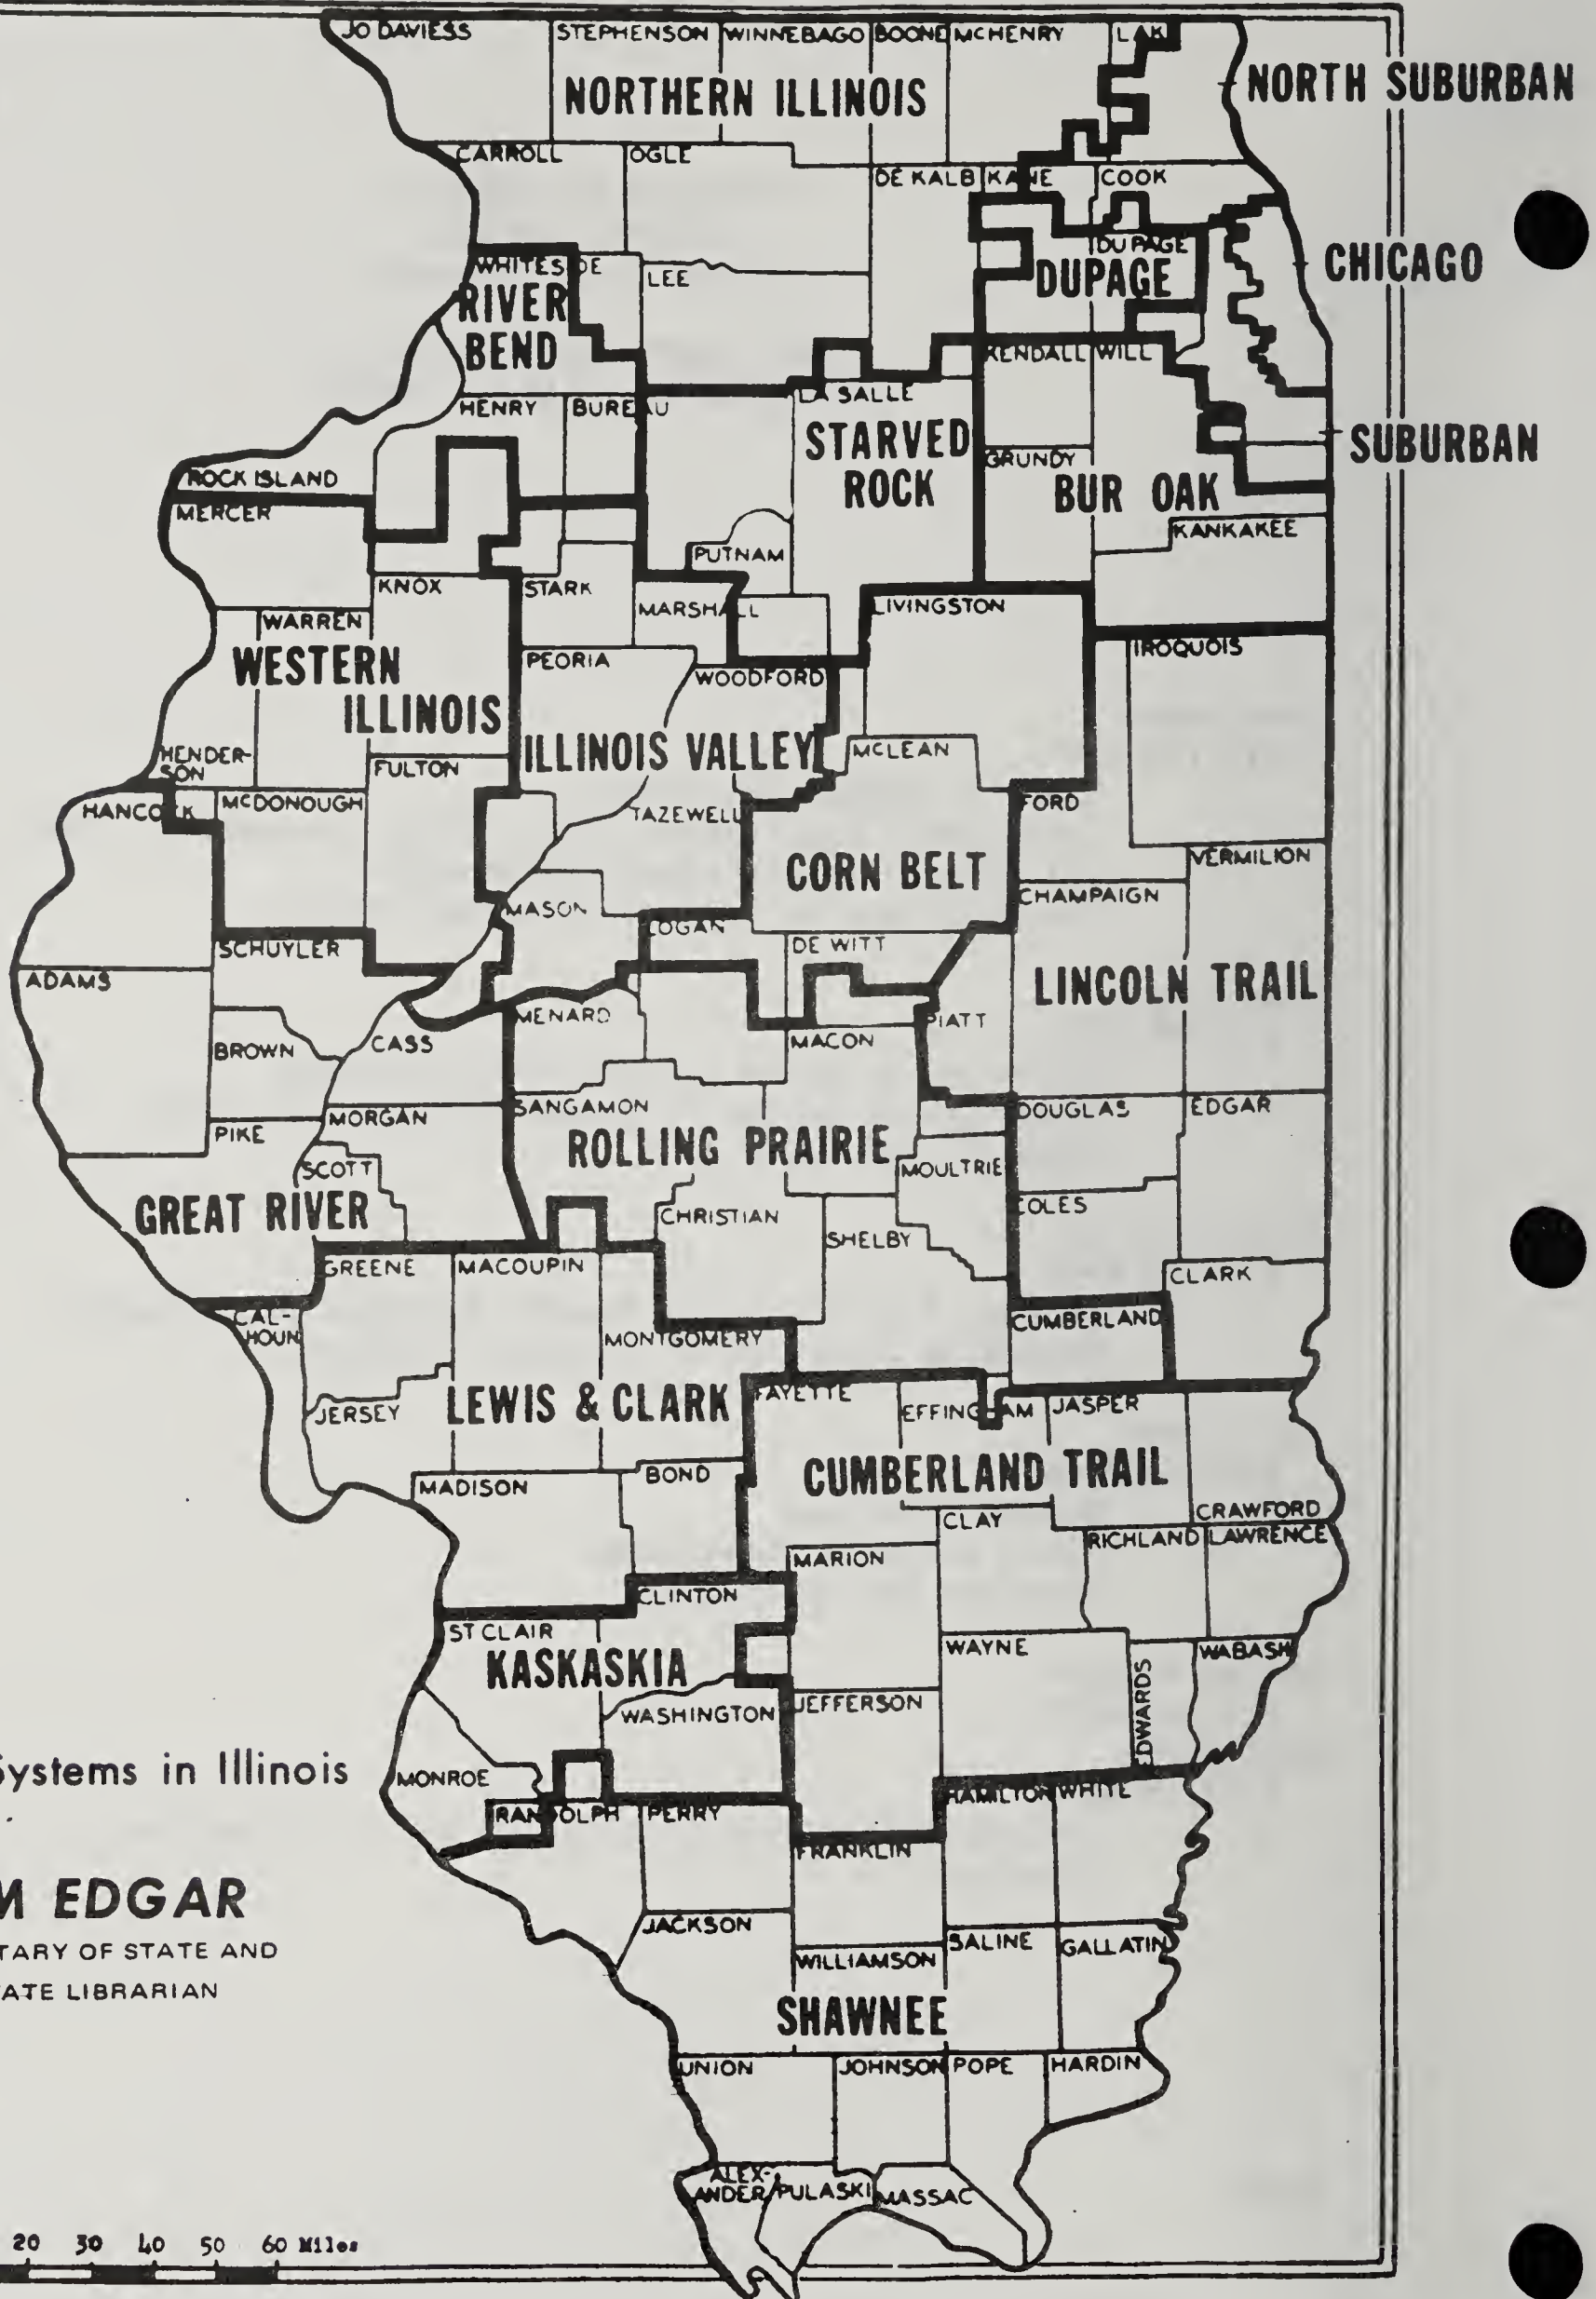 JO DAVIESS
STEPHENSON
WINNEBAGO
BOONE
MCHENRY
LAK
NORTHERN ILLINOIS
NORTH SUBURBAN
CARROLL
OGLE
DE KALB
KANE
COOK
WHITESIDE
LEE
DU PAGE
DUPAGE
CHICAGO
RIVER
BEND
KENDALL
WILL
HENRY
BUREAU
LA SALLE
STARVED
ROCK
SUBURBAN
GRUNDY
BUR OAK
ROCK ISLAND
MERCER
KANKAKEE
PUTNAM
KNOX
STARK
MARSHALL
LIVINGSTON
WARREN
IROQUOIS
WESTERN
ILLINOIS
PEORIA
WOODFORD
ILLINOIS VALLEY
MCLEAN
HENDER-
SON
FULTON
HANCOCK
MCDONOUGH
TAZEWELL
FORD
CORN BELT
VERMILION
CHAMPAIGN
MASON
LOGAN
SCHUYLER
DE WITT
ADAMS
LINCOLN TRAIL
MENARD
PIATT
BROWN
CASS
MACON
MORGAN
SANGAMON
DOUGLAS
EDGAR
PIKE
ROLLING PRAIRIE
SCOTT
MOULTRIE
GREAT RIVER
CHRISTIAN
COLES
SHELBY
GREENE
MACOUPIN
CLARK
CAL-
HOUN
MONTGOMERY
CUMBERLAND
JERSEY
LEWIS & CLARK
FAYETTE
EFFINGHAM
JASPER
CUMBERLAND TRAIL
MADISON
BOND
CRAWFORD
CLAY
RICHLAND
LAWRENCE
MARION
CLINTON
ST CLAIR
KASKASKIA
WAYNE
EDWARDS
WABASH
WASHINGTON
JEFFERSON
Systems in Illinois
MONROE
RANDOLPH
PERRY
HAMILTON
WHITE
FRANKLIN
M EDGAR
TARY OF STATE AND
ATE LIBRARIAN
JACKSON
WILLIAMSON
SALINE
GALLATIN
SHAWNEE
UNION
JOHNSON
POPE
HARDIN
ALEX-
ANDER
PULASKI
MASSAC
20 30 40 50 60 Miles